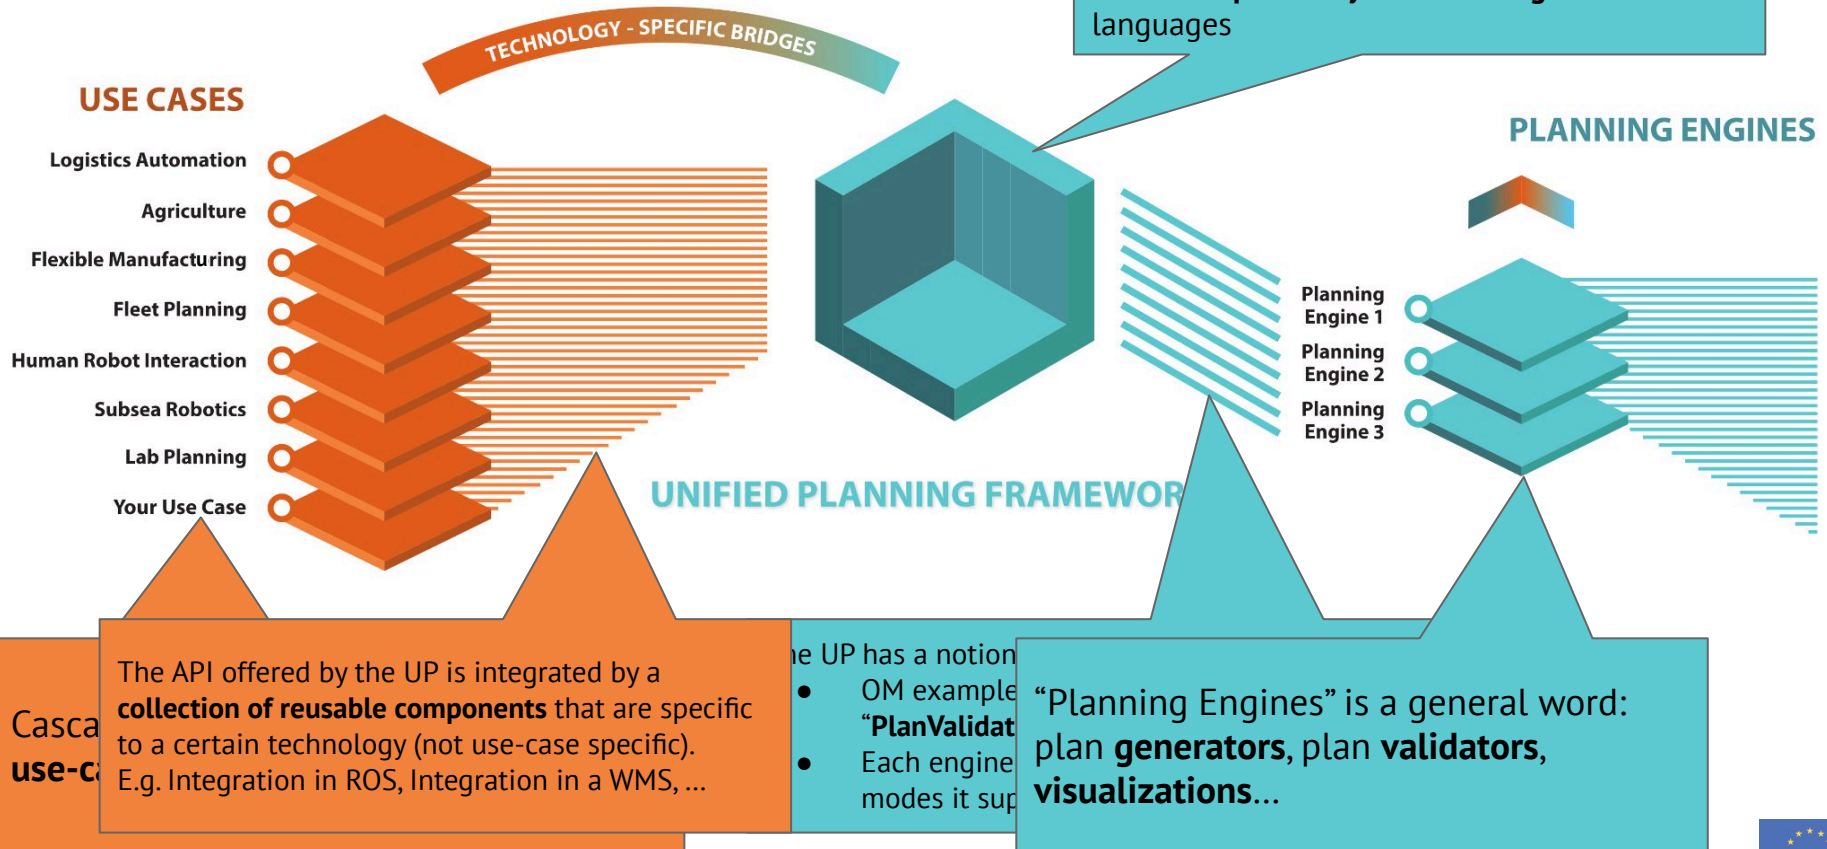 languages
TECHNOLOGY - SPECIFIC BRIDGES
USE CASES
Logistics Automation
Agriculture
Flexible Manufacturing
Fleet Planning
Human Robot Interaction
Subsea Robotics
Lab Planning
Your Use Case
UNIFIED PLANNING FRAMEWOR
PLANNING ENGINES
Planning
Engine 1
Planning
Engine 2
Planning
Engine 3
Casca
use-ca
The API offered by the UP is integrated by a
collection of reusable components that are specific
to a certain technology (not use-case specific).
E.g. Integration in ROS, Integration in a WMS, ...
he UP has a notion
● OM example
“PlanValidat
● Each engine
modes it sup
“Planning Engines” is a general word:
plan generators, plan validators,
visualizations...